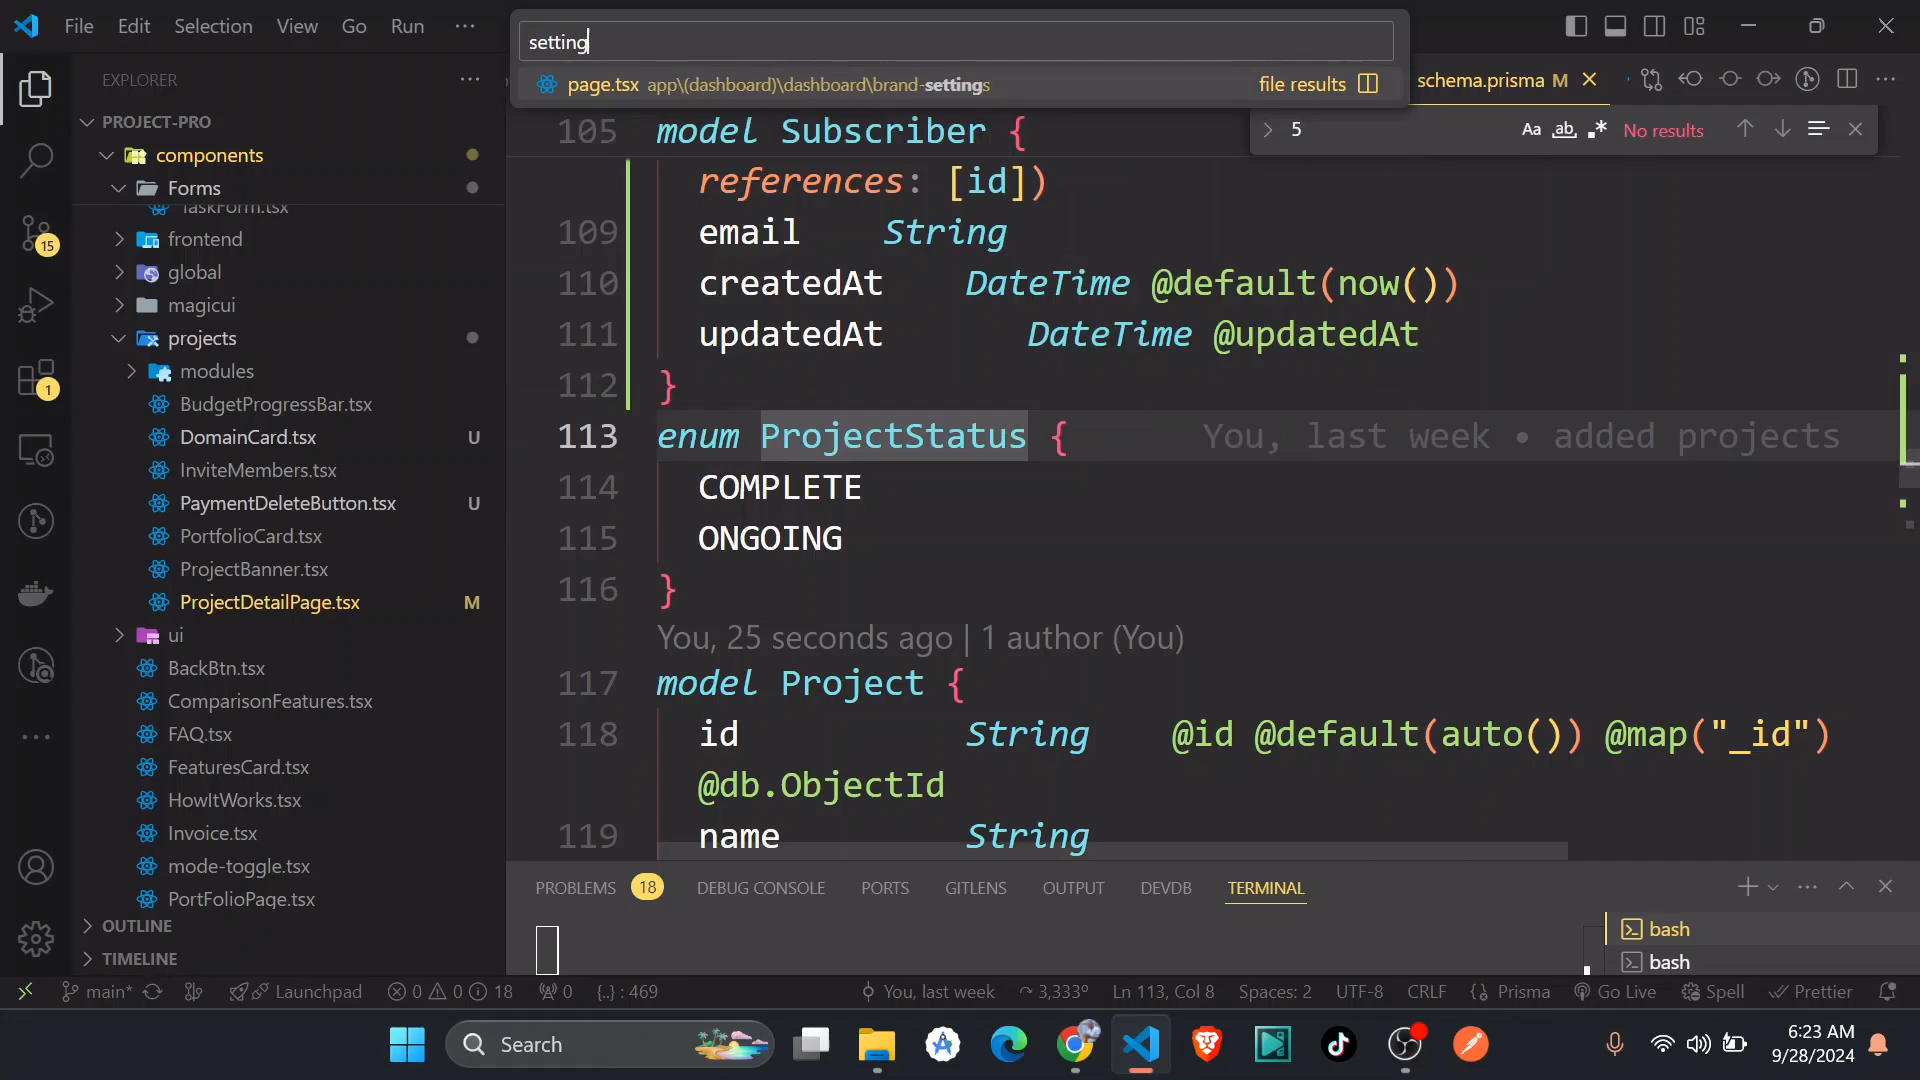 File Edit Selection View Go Run ···
setting
page.tsx app\(dashboard)\dashboard\brand-settings file results
schema.prisma M
5 Aa ab No results
EXPLORER
PROJECT-PRO
components
Forms
TaskForm.tsx
frontend
global
magicui
projects
modules
BudgetProgressBar.tsx
DomainCard.tsx U
InviteMembers.tsx
PaymentDeleteButton.tsx U
PortfolioCard.tsx
ProjectBanner.tsx
ProjectDetailPage.tsx M
ui
BackBtn.tsx
ComparisonFeatures.tsx
FAQ.tsx
FeaturesCard.tsx
HowItWorks.tsx
Invoice.tsx
mode-toggle.tsx
PortFolioPage.tsx
OUTLINE
TIMELINE
15
1
105 model Subscriber {
references: [id])
109 email String
110 createdAt DateTime @default(now())
111 updatedAt DateTime @updatedAt
112 }
113 enum ProjectStatus { You, last week • added projects
114 COMPLETE
115 ONGOING
116 }
You, 25 seconds ago | 1 author (You)
117 model Project {
118 id String @id @default(auto()) @map("_id")
@db.ObjectId
119 name String
PROBLEMS 18 DEBUG CONSOLE PORTS GITLENS OUTPUT DEVDB TERMINAL
bash
bash
main* Launchpad 0 0 18 0 {..} : 469 You, last week 3,333° Ln 113, Col 8 Spaces: 2 UTF-8 CRLF Prisma Go Live Spell Prettier
Search
6:23 AM
9/28/2024